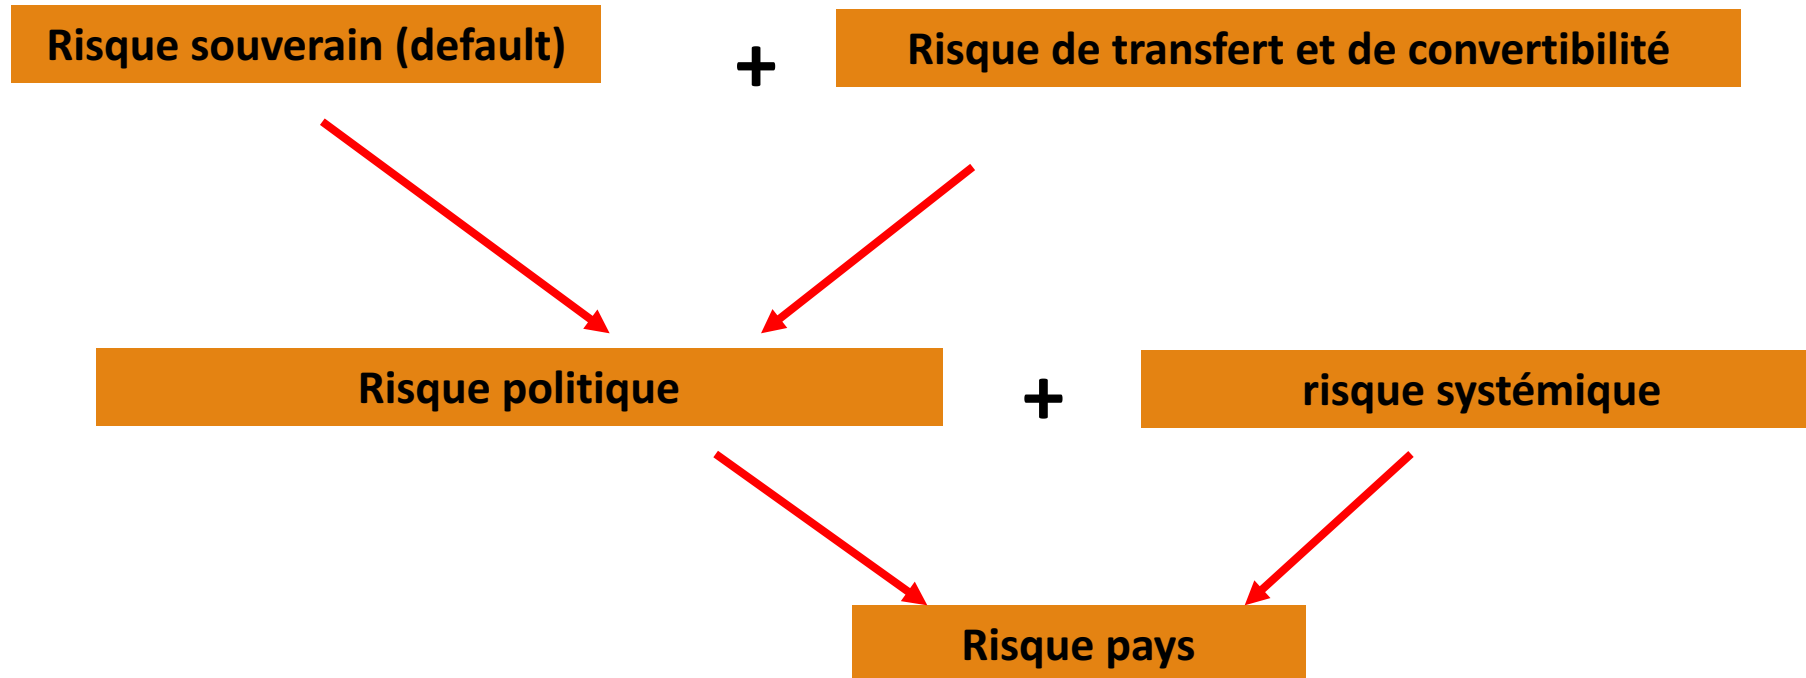 Risque souverain (default)
+
Risque de transfert et de convertibilité
Risque politique
+
risque systémique
Risque pays